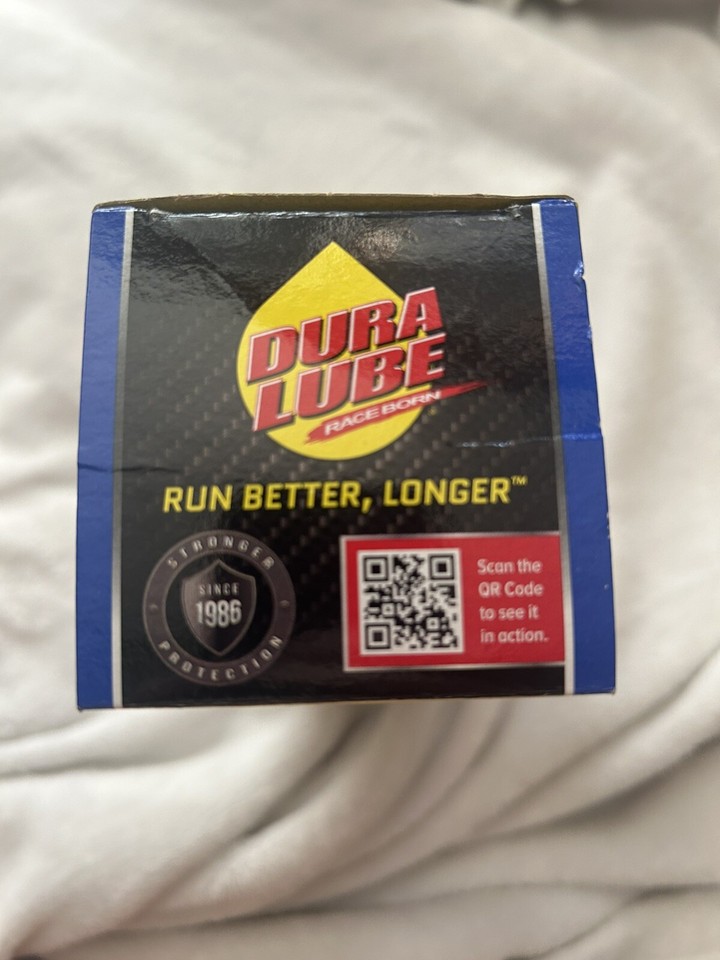 DURA
LUBE
RACE BORN
RUN BETTER, LONGER™
STRONGER
SINCE
1986
PROTECTION
Scan the
QR Code
to see it
in action.